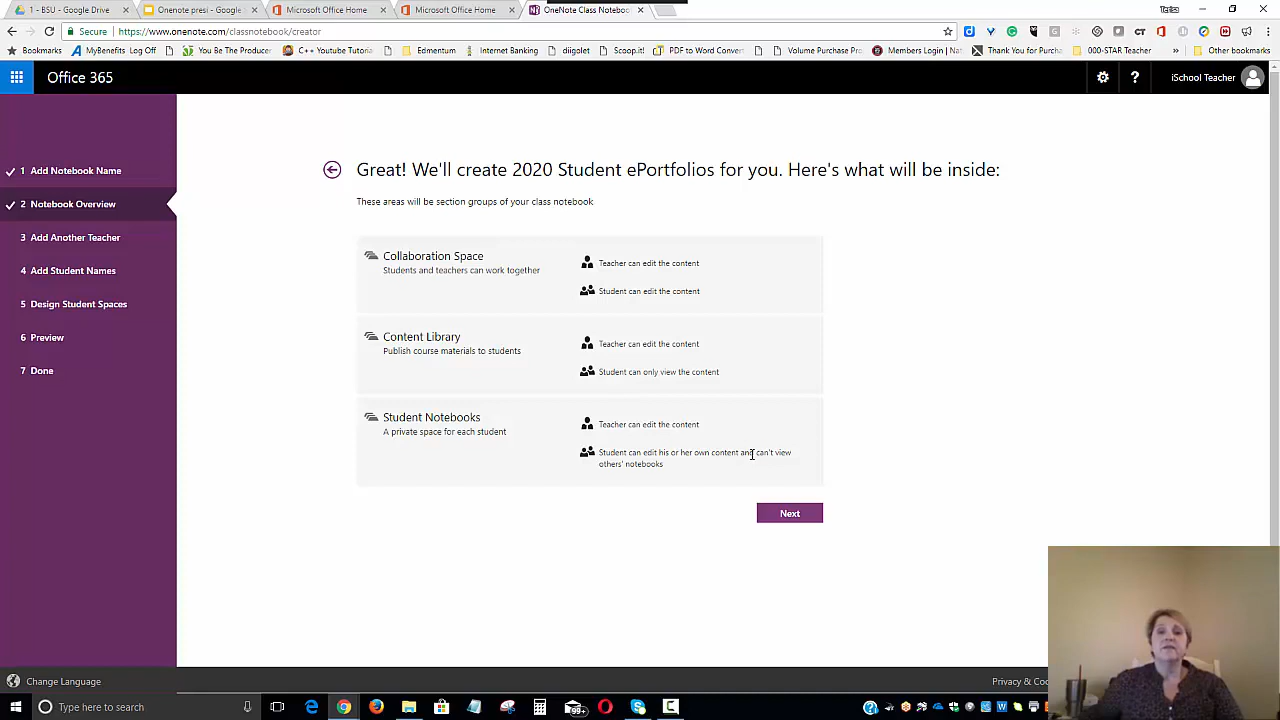 1 - BSU - Google Drive
Onenote presj - Google
Microsoft Office Home
Microsoft Office Home
OneNote Class Noteboo
Secure
https://www.onenote.com/classnotebook/creator
Bookmarks
MyBenefits
Log Off
You Be The Producer
C++ Youtube Tutoria
Edmentum
Internet Banking
diigolet
Scoop.it!
PDF to Word Convert
Volume Purchase Pro
Members Login | Nat
Thank You for Purcha
000-STAR Teacher
»
Other bookmarks
Office 365
?
iSchool Teacher
1 Add Notebook Name
2 Notebook Overview
3 Add Another Teacher
4 Add Student Names
5 Design Student Spaces
6 Preview
7 Done
Great! We'll create 2020 Student ePortfolios for you. Here's what will be inside:
These areas will be section groups of your class notebook
Collaboration Space
Students and teachers can work together
Teacher can edit the content
Student can edit the content
Content Library
Publish course materials to students
Teacher can edit the content
Student can only view the content
Student Notebooks
A private space for each student
Teacher can edit the content
Student can edit his or her own content and can't view
others' notebooks
Next
Change Language
Privacy & Coo
Type here to search
99+